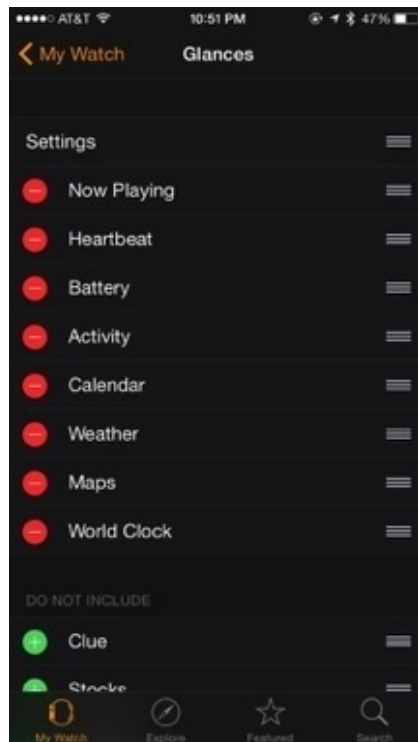 AT&T 10:51 PM 47%
My Watch Glances
Settings
Now Playing
Heartbeat
Battery
Activity
Calendar
Weather
Maps
World Clock
DO NOT INCLUDE
Clue
Stocks
My Watch Explore Featured Search